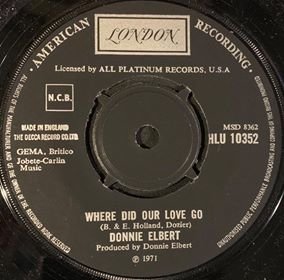 AMERICAN RECORDING
LONDON
Licensed by ALL PLATINUM RECORDS, U.S.A
N.C.B.
MADE IN ENGLAND
THE DECCA RECORD CO.LTD.
MSD 8362
HLU 10352
GEMA, Britico
Jobete-Carlin
Music
WHERE DID OUR LOVE GO
(B. & E. Holland, Dozier)
DONNIE ELBERT
Produced by Donnie Elbert
℗ 1971